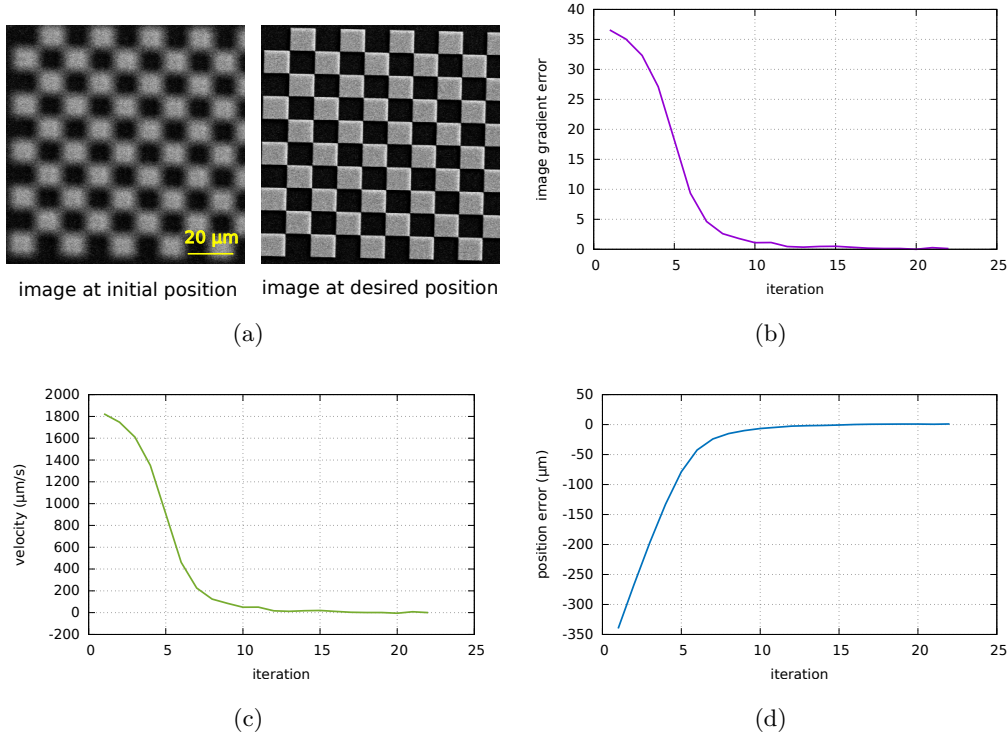 20 µm
image at initial position
image at desired position
(a)
40
35
30
25
20
15
10
5
0
image gradient error
0 5 10 15 20 25
iteration
(b)
2000
1800
1600
1400
1200
1000
800
600
400
200
0
-200
velocity (µm/s)
0 5 10 15 20 25
iteration
(c)
50
0
-50
-100
-150
-200
-250
-300
-350
position error (µm)
0 5 10 15 20 25
iteration
(d)